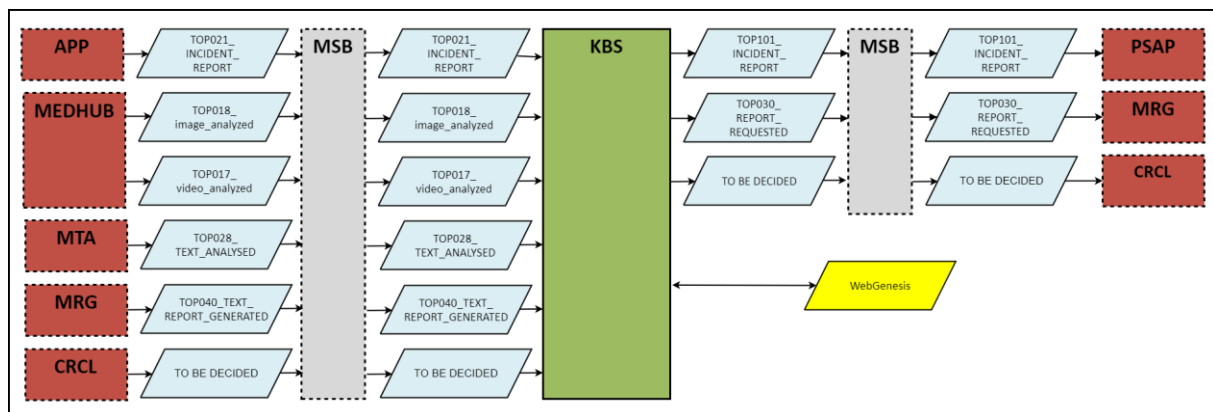 APP
TOP021_
INCIDENT_
REPORT
MSB
TOP021_
INCIDENT_
REPORT
KBS
TOP101_
INCIDENT_
REPORT
MSB
TOP101_
INCIDENT_
REPORT
PSAP
MEDHUB
TOP018_
image_analyzed
TOP018_
image_analyzed
TOP030_
REPORT_
REQUESTED
TOP030_
REPORT_
REQUESTED
MRG
TOP017_
video_analyzed
TOP017_
video_analyzed
TO BE DECIDED
TO BE DECIDED
CRCL
MTA
TOP028_
TEXT_ANALYSED
TOP028_
TEXT_ANALYSED
WebGenesis
MRG
TOP040_TEXT_
REPORT_GENERATED
TOP040_TEXT_
REPORT_GENERATED
CRCL
TO BE DECIDED
TO BE DECIDED